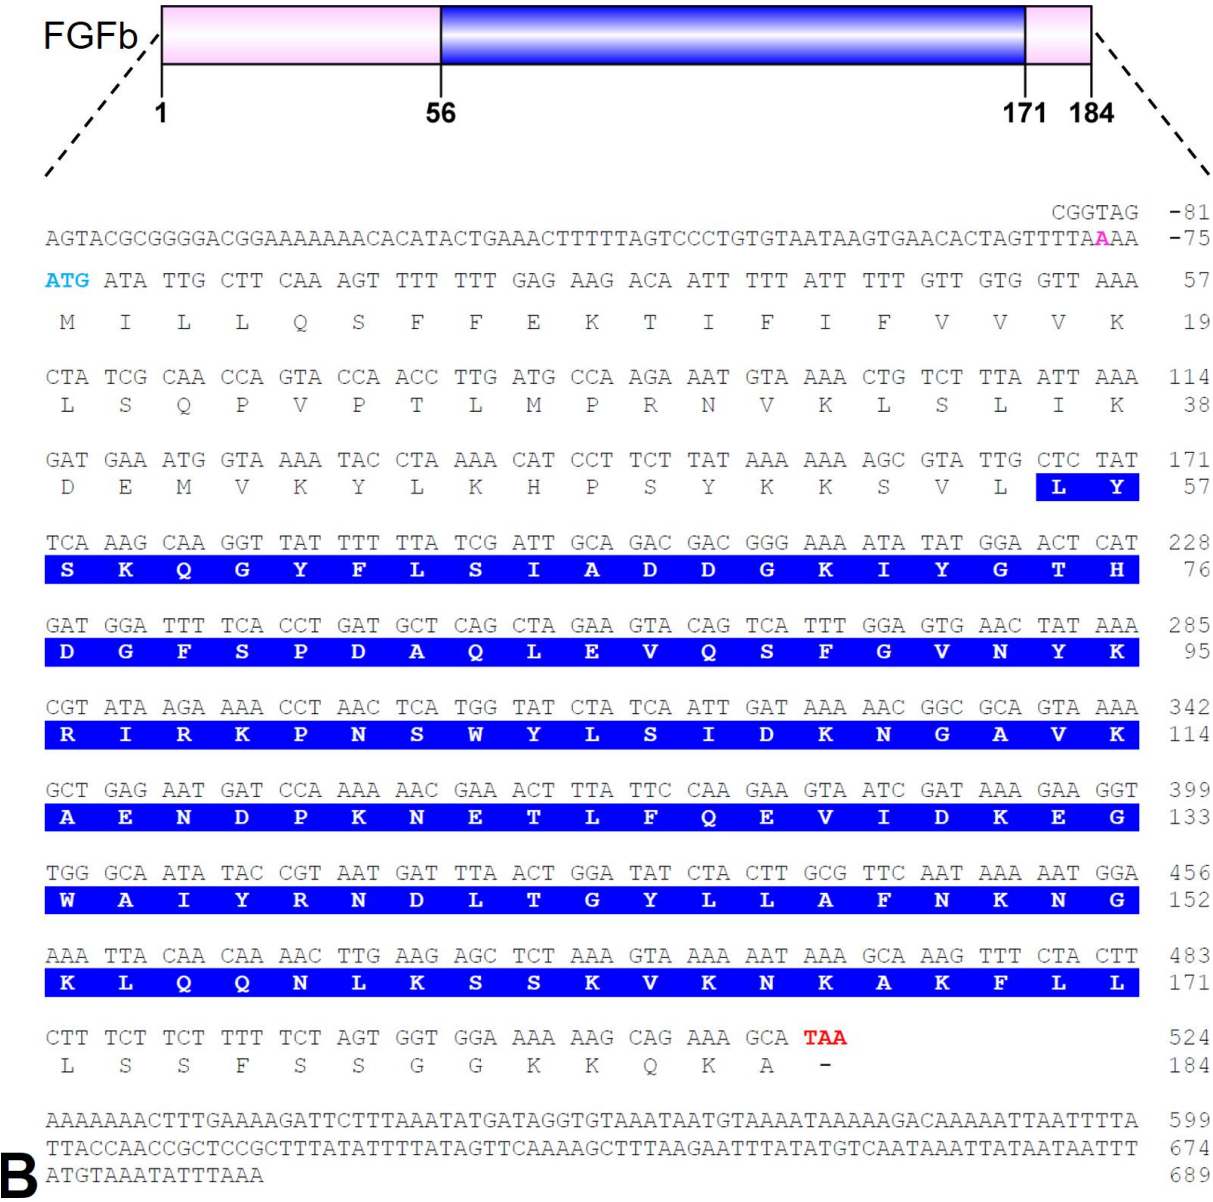 FGFb
1 56 171 184
CGGTAG -81
AGTACGCGGGGACGGAAAAAAACACATACTGAAACTTTTTAGTCCCTGTGTAATAAGTGAACACTAGTTTTAAAA -75
ATG ATA TTG CTT CAA AGT TTT TTT GAG AAG ACA ATT TTT ATT TTT GTT GTG GTT AAA 57
M I L L Q S F F E K T I F I F V V V K 19
CTA TCG CAA CCA GTA CCA ACC TTG ATG CCA AGA AAT GTA AAA CTG TCT TTA ATT AAA 114
L S Q P V P T L M P R N V K L S L I K 38
GAT GAA ATG GTA AAA TAC CTA AAA CAT CCT TCT TAT AAA AAA AGC GTA TTG CTC TAT 171
D E M V K Y L K H P S Y K K S V L L Y 57
TCA AAG CAA GGT TAT TTT TTA TCG ATT GCA GAC GAC GGG AAA ATA TAT GGA ACT CAT 228
S K Q G Y F L S I A D D G K I Y G T H 76
GAT GGA TTT TCA CCT GAT GCT CAG CTA GAA GTA CAG TCA TTT GGA GTG AAC TAT AAA 285
D G F S P D A Q L E V Q S F G V N Y K 95
CGT ATA AGA AAA CCT AAC TCA TGG TAT CTA TCA ATT GAT AAA AAC GGC GCA GTA AAA 342
R I R K P N S W Y L S I D K N G A V K 114
GCT GAG AAT GAT CCA AAA AAC GAA ACT TTA TTC CAA GAA GTA ATC GAT AAA GAA GGT 399
A E N D P K N E T L F Q E V I D K E G 133
TGG GCA ATA TAC CGT AAT GAT TTA ACT GGA TAT CTA CTT GCG TTC AAT AAA AAT GGA 456
W A I Y R N D L T G Y L L A F N K N G 152
AAA TTA CAA CAA AAC TTG AAG AGC TCT AAA GTA AAA AAT AAA GCA AAG TTT CTA CTT 483
K L Q Q N L K S S K V K N K A K F L L 171
CTT TCT TCT TTT TCT AGT GGT GGA AAA AAG CAG AAA GCA TAA 524
L S S F S S G G K K Q K A - 184
AAAAAAACTTTGAAAAGATTCTTTAAATATGATAGGTGTAAATAATGTAAAATAAAAAGACAAAAATTAATTTTA 599
TTACCAACCGCTCCGCTTTATATTTTATAGTTCAAAAGCTTTAAGAATTTATATGTCAATAAATTATAATAATTT 674
ATGTAAATATTTAAA 689
B